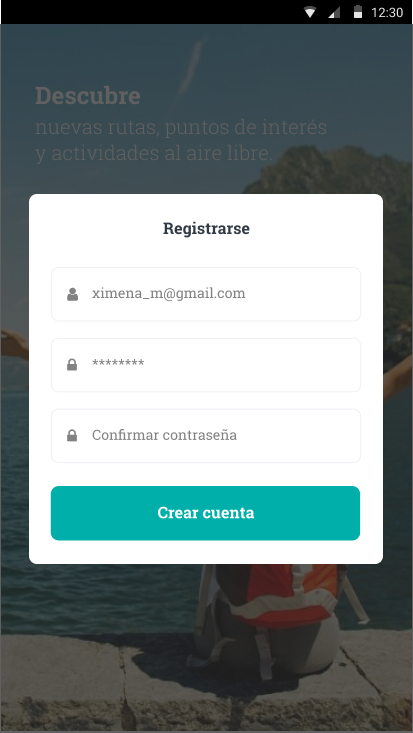 12:30
Descubre
nuevas rutas, puntos de interés
y actividades al aire libre.
Registrarse
ximena_m@gmail.com
********
Confirmar contraseña
Crear cuenta